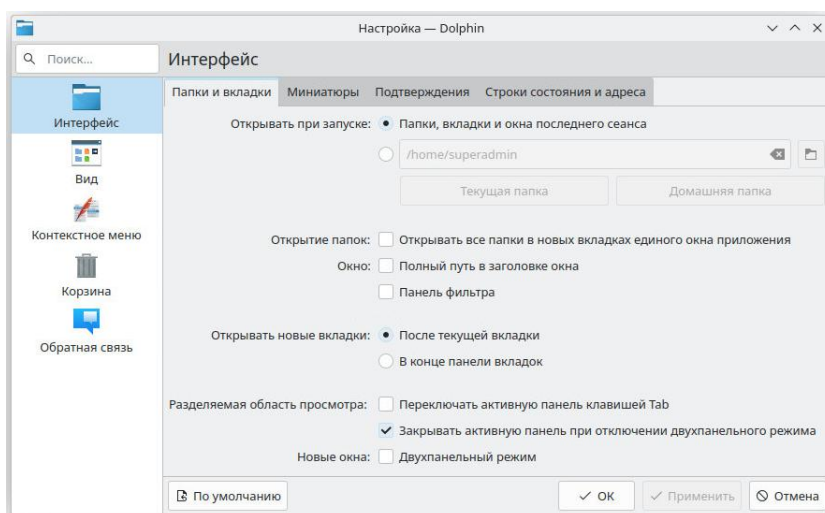 Настройка — Dolphin
Поиск...
Интерфейс
Интерфейс
Вид
Контекстное меню
Корзина
Обратная связь
Папки и вкладки Миниатюры Подтверждения Строки состояния и адреса
Открывать при запуске: Папки, вкладки и окна последнего сеанса
/home/superadmin
Текущая папка Домашняя папка
Открытие папок: Открывать все папки в новых вкладках единого окна приложения
Окно: Полный путь в заголовке окна
Панель фильтра
Открывать новые вкладки: После текущей вкладки
В конце панели вкладок
Разделяемая область просмотра: Переключать активную панель клавишей Tab
Закрывать активную панель при отключении двухпанельного режима
Новые окна: Двухпанельный режим
По умолчанию ОК Применить Отмена